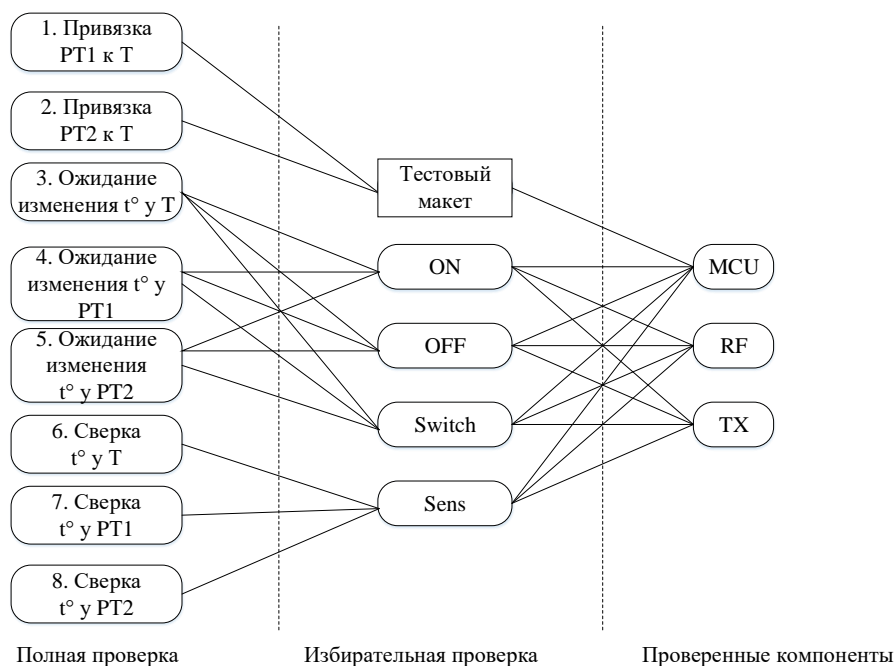 1. Привязка
PT1 к T
2. Привязка
PT2 к T
3. Ожидание
изменения t° у T
4. Ожидание
изменения t° у
PT1
5. Ожидание
изменения
t° у PT2
6. Сверка
t° у T
7. Сверка
t° у PT1
8. Сверка
t° у PT2
Полная проверка
Тестовый
макет
ON
OFF
Switch
Sens
Избирательная проверка
MCU
RF
TX
Проверенные компоненты